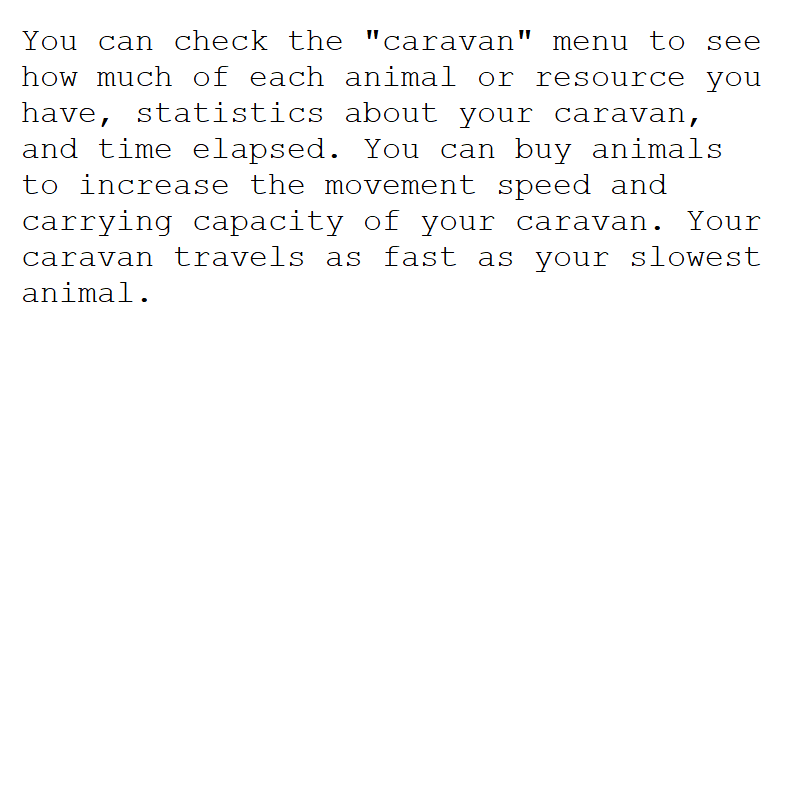 You can check the "caravan" menu to see
how much of each animal or resource you
have, statistics about your caravan,
and time elapsed. You can buy animals
to increase the movement speed and
carrying capacity of your caravan. Your
caravan travels as fast as your slowest
animal.